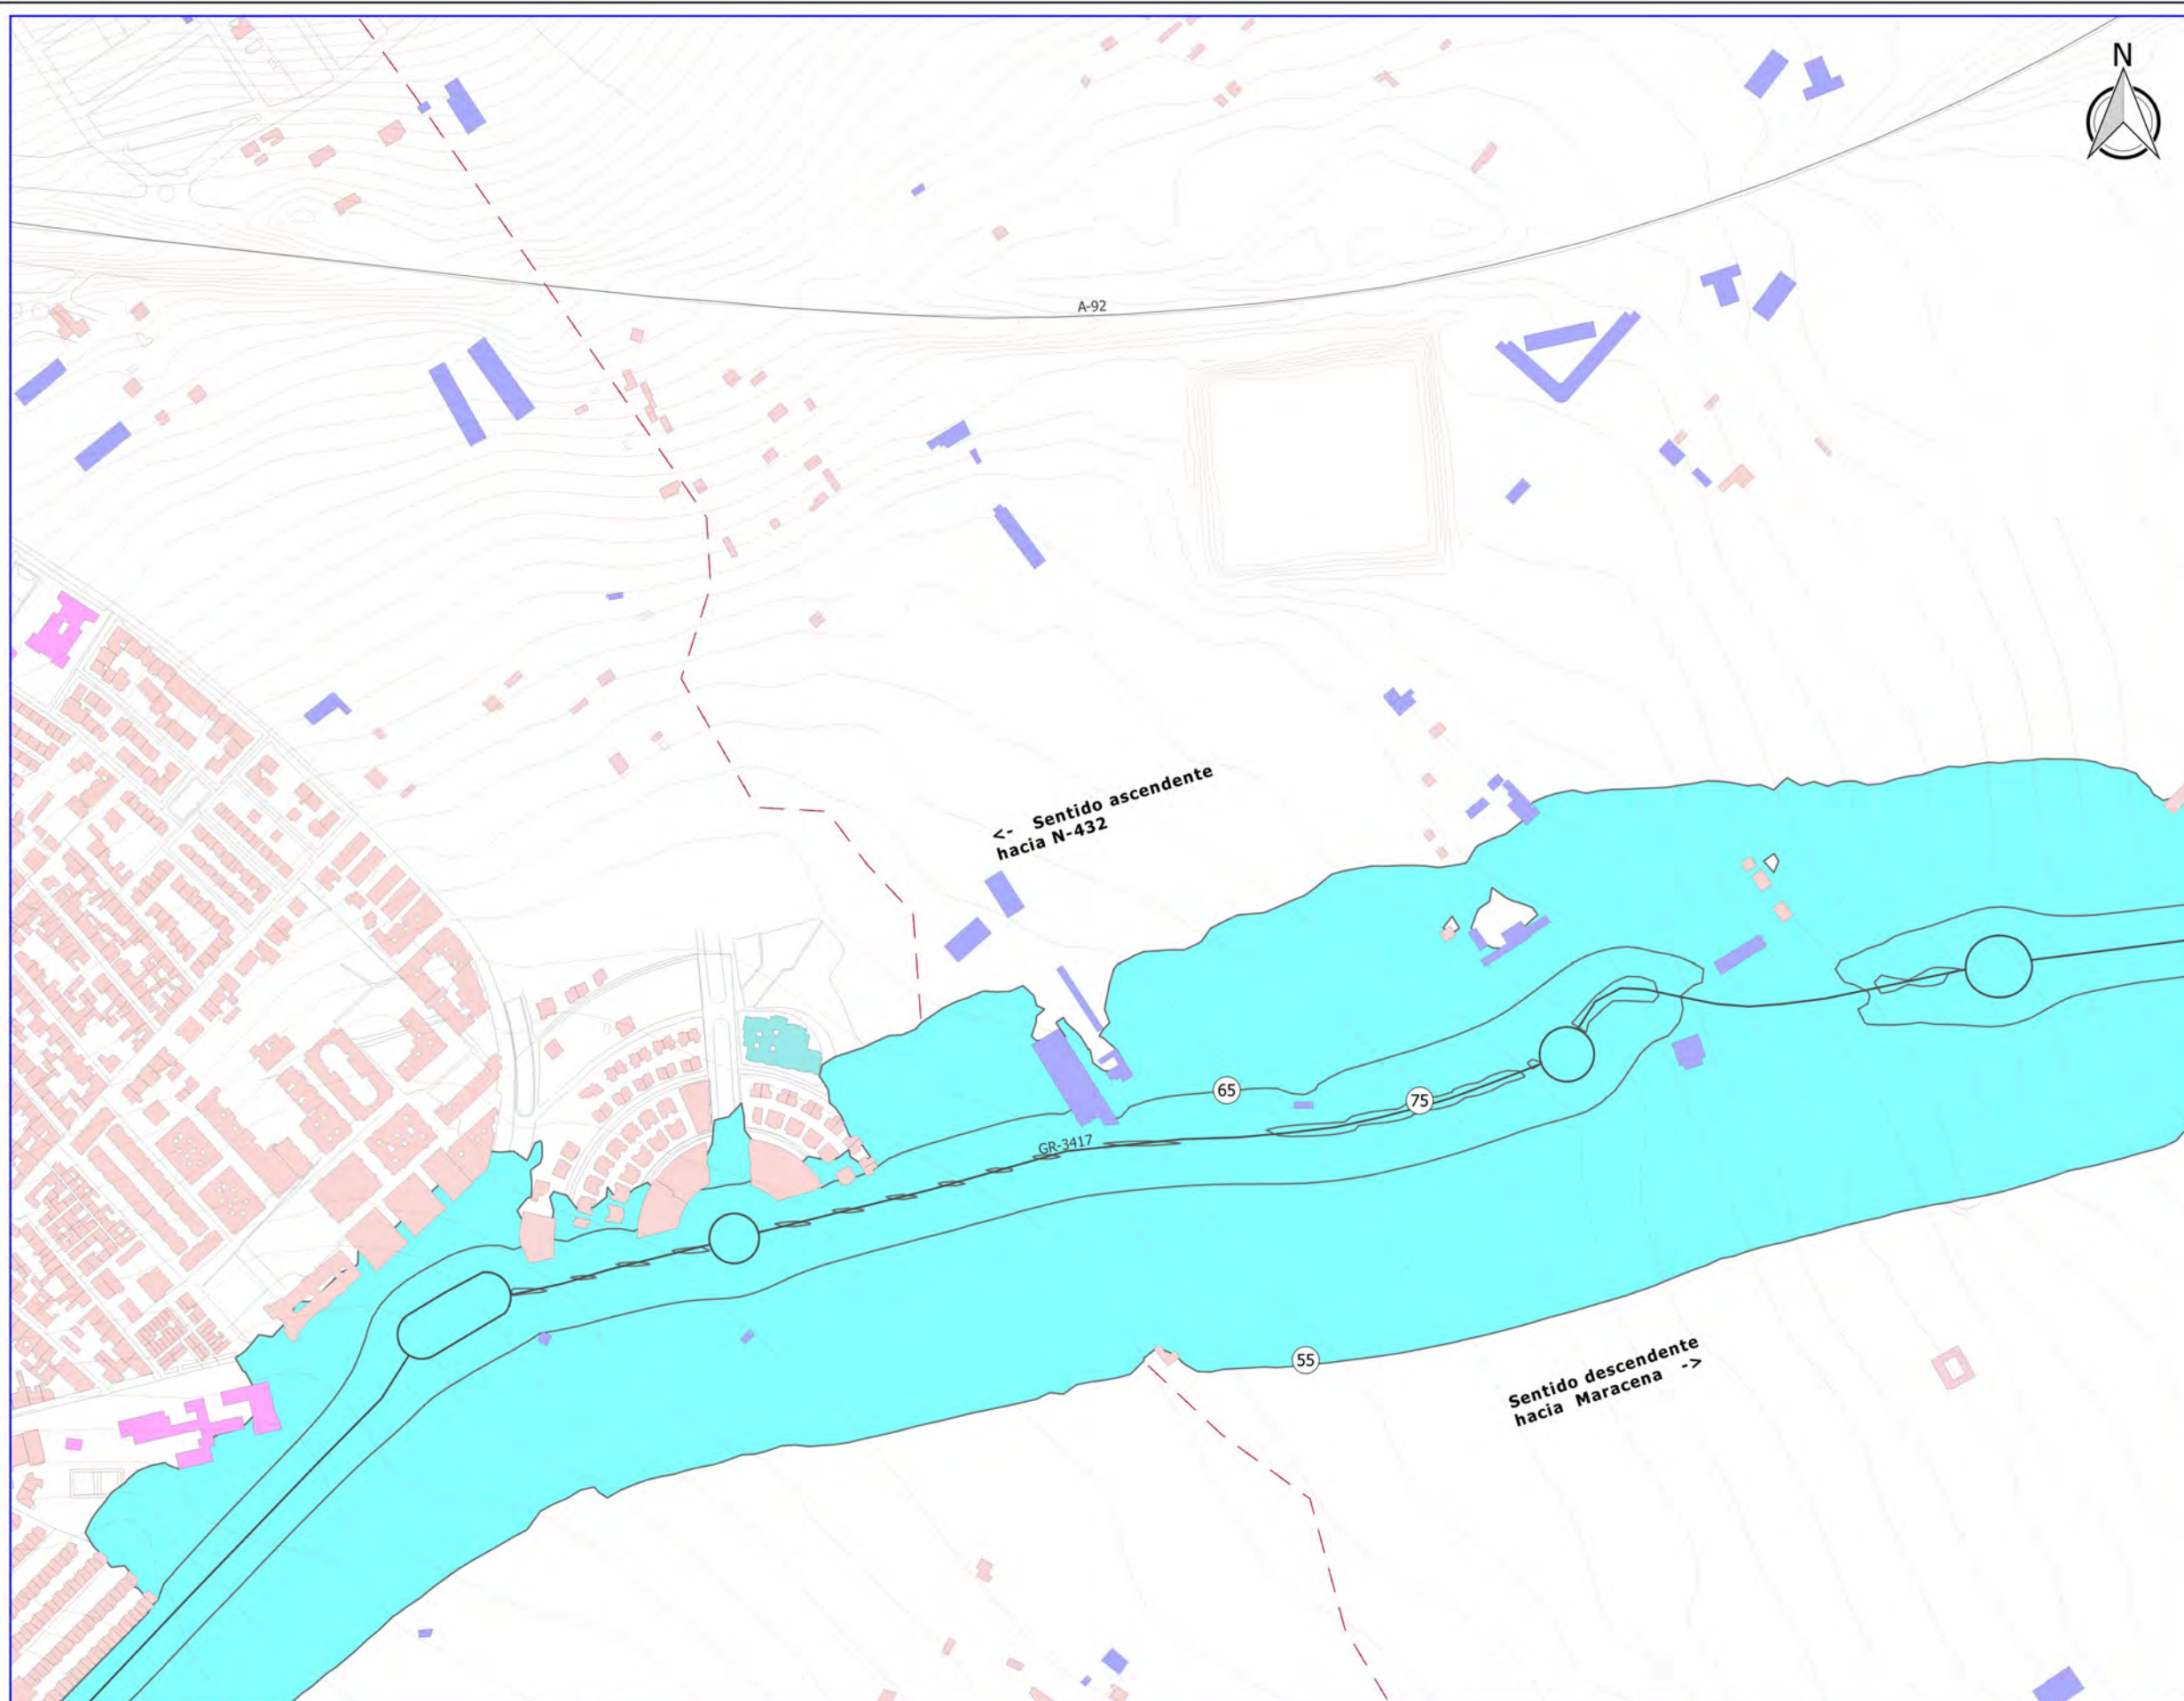 N
A-92
<- Sentido ascendente
hacia N-432
65
75
GR-3417
55
Sentido descendente
hacia Maracena ->